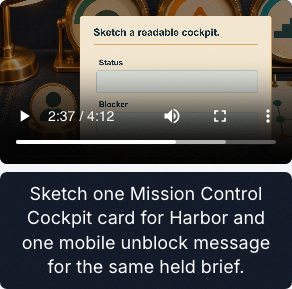 Sketch a readable cockpit.
Status
Blocker
2:37 / 4:12
Sketch one Mission Control
Cockpit card for Harbor and
one mobile unblock message
for the same held brief.